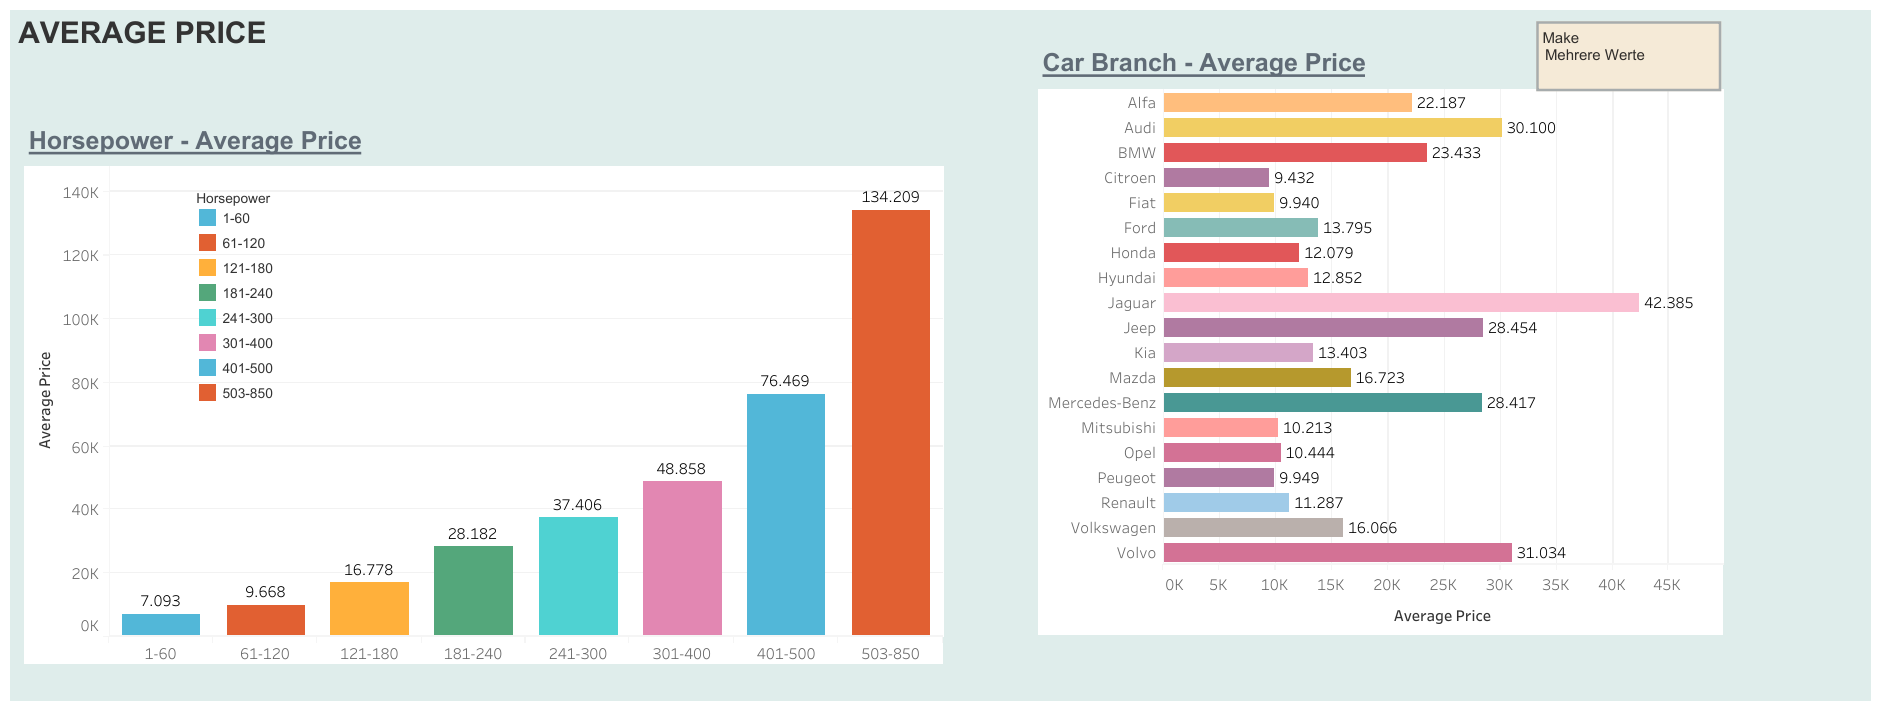 AVERAGE PRICE
Horsepower - Average Price
140K
120K
100K
80K
60K
40K
20K
0K
Average Price
Horsepower
1-60
61-120
121-180
181-240
241-300
301-400
401-500
503-850
7.093
9.668
16.778
28.182
37.406
48.858
76.469
134.209
1-60
61-120
121-180
181-240
241-300
301-400
401-500
503-850
Car Branch - Average Price
Make
Mehrere Werte
Alfa 22.187
Audi 30.100
BMW 23.433
Citroen 9.432
Fiat 9.940
Ford 13.795
Honda 12.079
Hyundai 12.852
Jaguar 42.385
Jeep 28.454
Kia 13.403
Mazda 16.723
Mercedes-Benz 28.417
Mitsubishi 10.213
Opel 10.444
Peugeot 9.949
Renault 11.287
Volkswagen 16.066
Volvo 31.034
0K 5K 10K 15K 20K 25K 30K 35K 40K 45K
Average Price